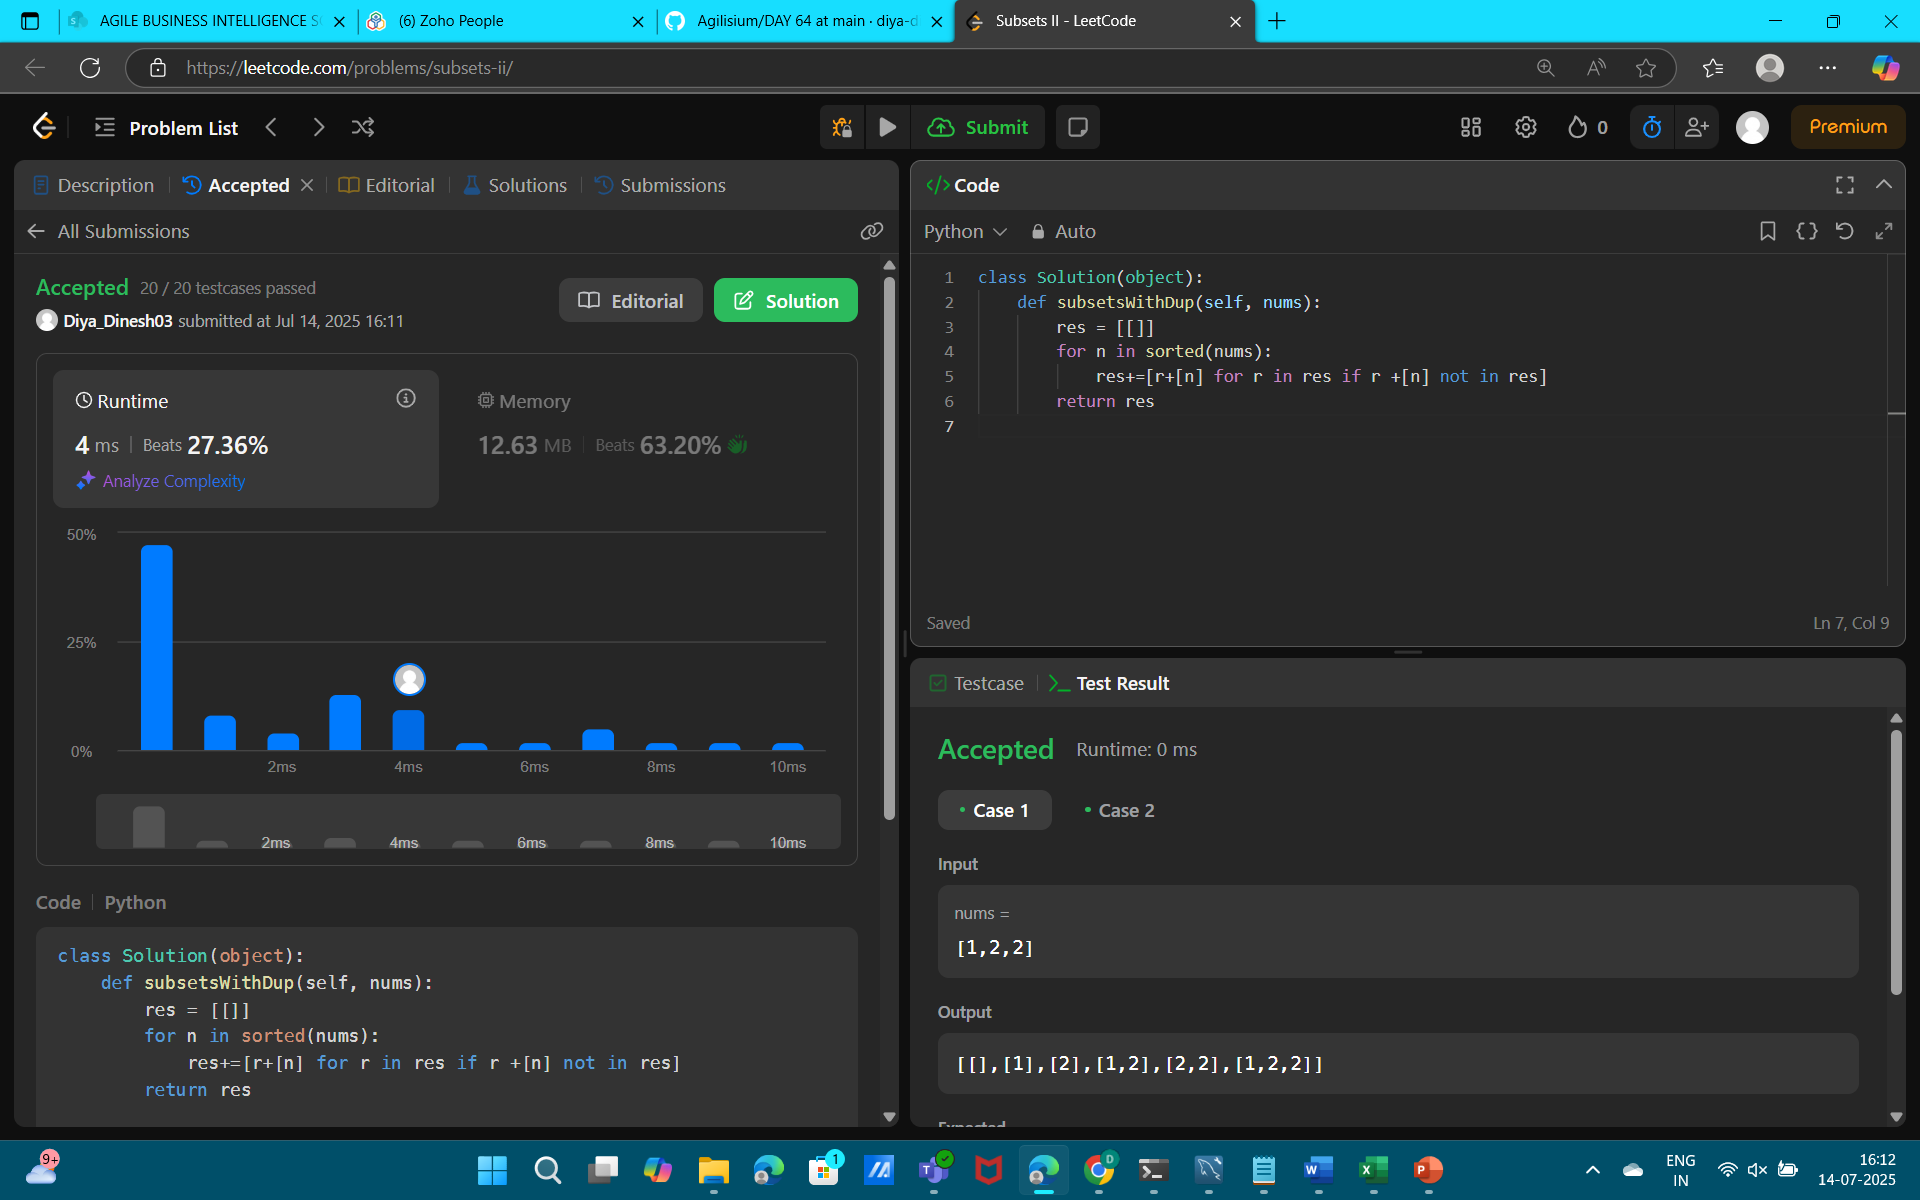 AGILE BUSINESS INTELLIGENCE S
(6) Zoho People
Agilisium/DAY 64 at main · diya-d
Subsets II - LeetCode
https://leetcode.com/problems/subsets-ii/
Problem List
Submit
0
Premium
Description
Accepted
Editorial
Solutions
Submissions
All Submissions
Accepted 20 / 20 testcases passed
Diya_Dinesh03 submitted at Jul 14, 2025 16:11
Editorial
Solution
Runtime
4 ms | Beats 27.36%
Analyze Complexity
Memory
12.63 MB | Beats 63.20%
50%
25%
0%
2ms 4ms 6ms 8ms 10ms
2ms 4ms 6ms 8ms 10ms
Code | Python
class Solution(object):
def subsetsWithDup(self, nums):
res = [[]]
for n in sorted(nums):
res+=[r+[n] for r in res if r +[n] not in res]
return res
Code
Python
Auto
1 class Solution(object):
2 def subsetsWithDup(self, nums):
3 res = [[]]
4 for n in sorted(nums):
5 res+=[r+[n] for r in res if r +[n] not in res]
6 return res
7
Saved
Ln 7, Col 9
Testcase
Test Result
Accepted Runtime: 0 ms
Case 1
Case 2
Input
nums =
[1,2,2]
Output
[[],[1],[2],[1,2],[2,2],[1,2,2]]
Expected
9+
1
D
ENG
IN
16:12
14-07-2025